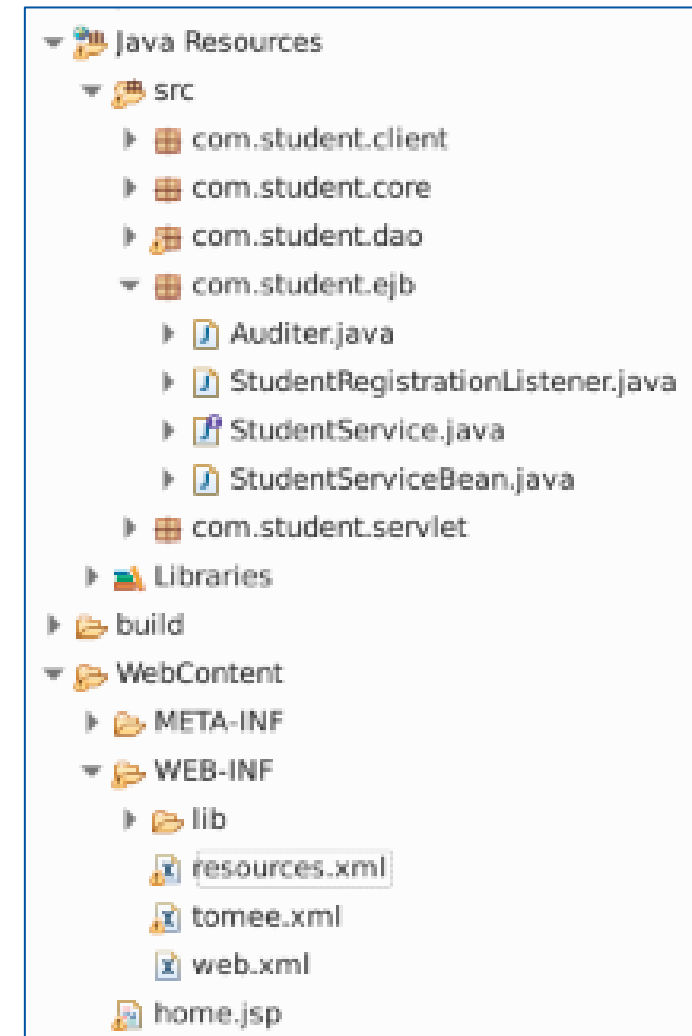 Java Resources
src
com.student.client
com.student.core
com.student.dao
com.student.ejb
Auditer.java
StudentRegistrationListener.java
StudentService.java
StudentServiceBean.java
com.student.servlet
Libraries
build
WebContent
META-INF
WEB-INF
lib
resources.xml
tomee.xml
web.xml
home.jsp